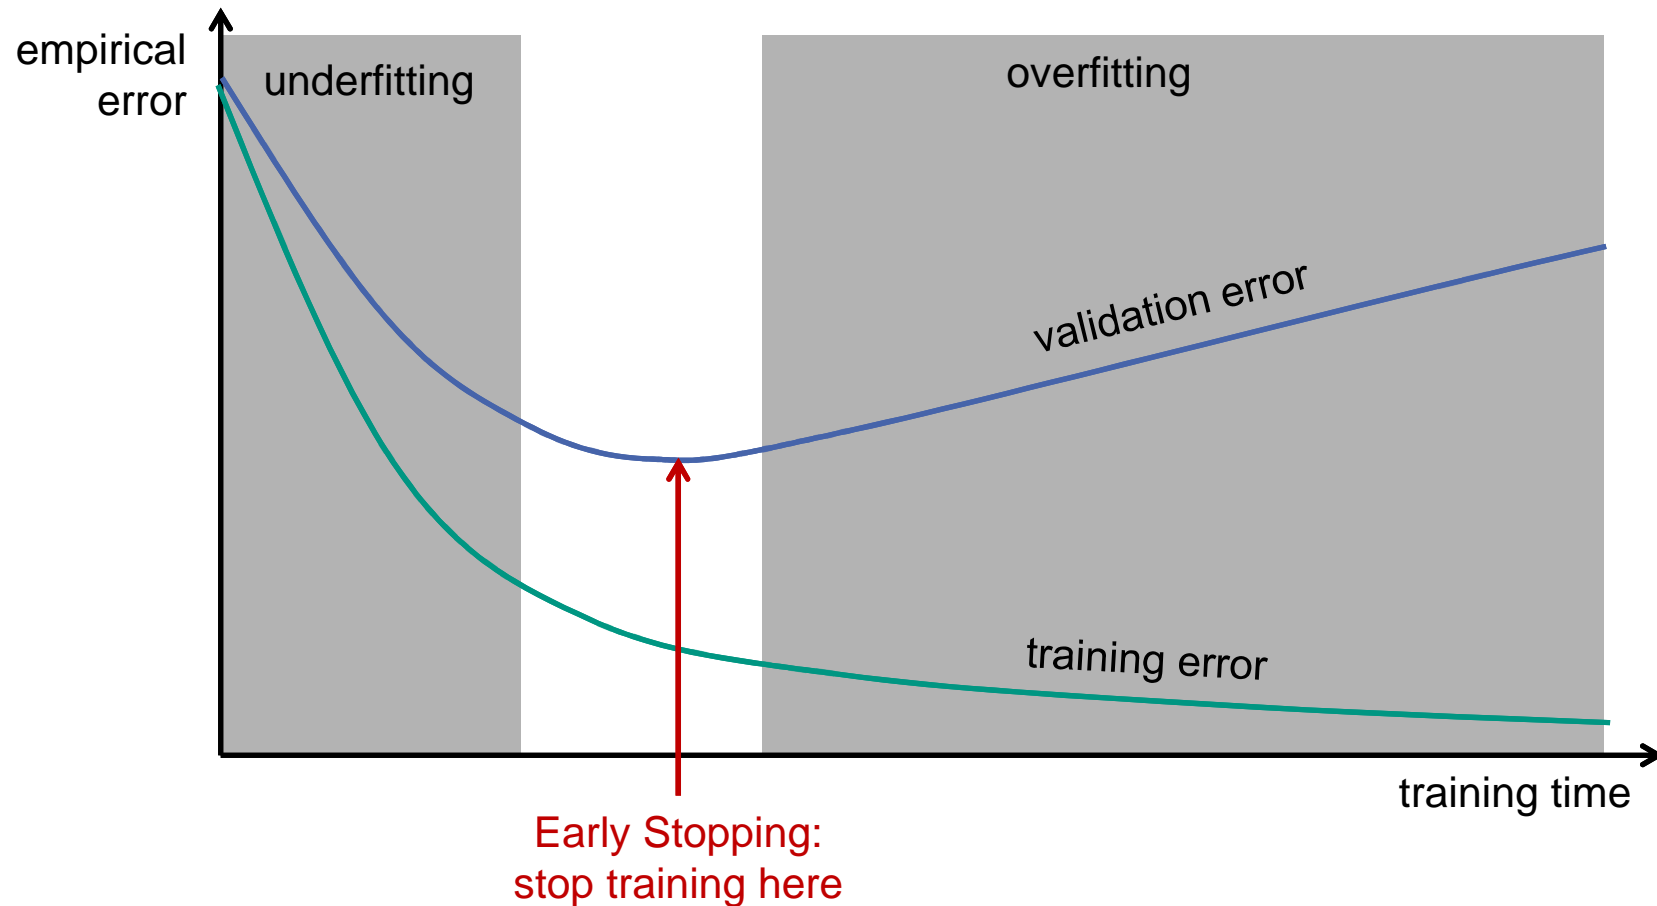 empirical
error
underfitting
overfitting
validation error
training error
training time
Early Stopping:
stop training here